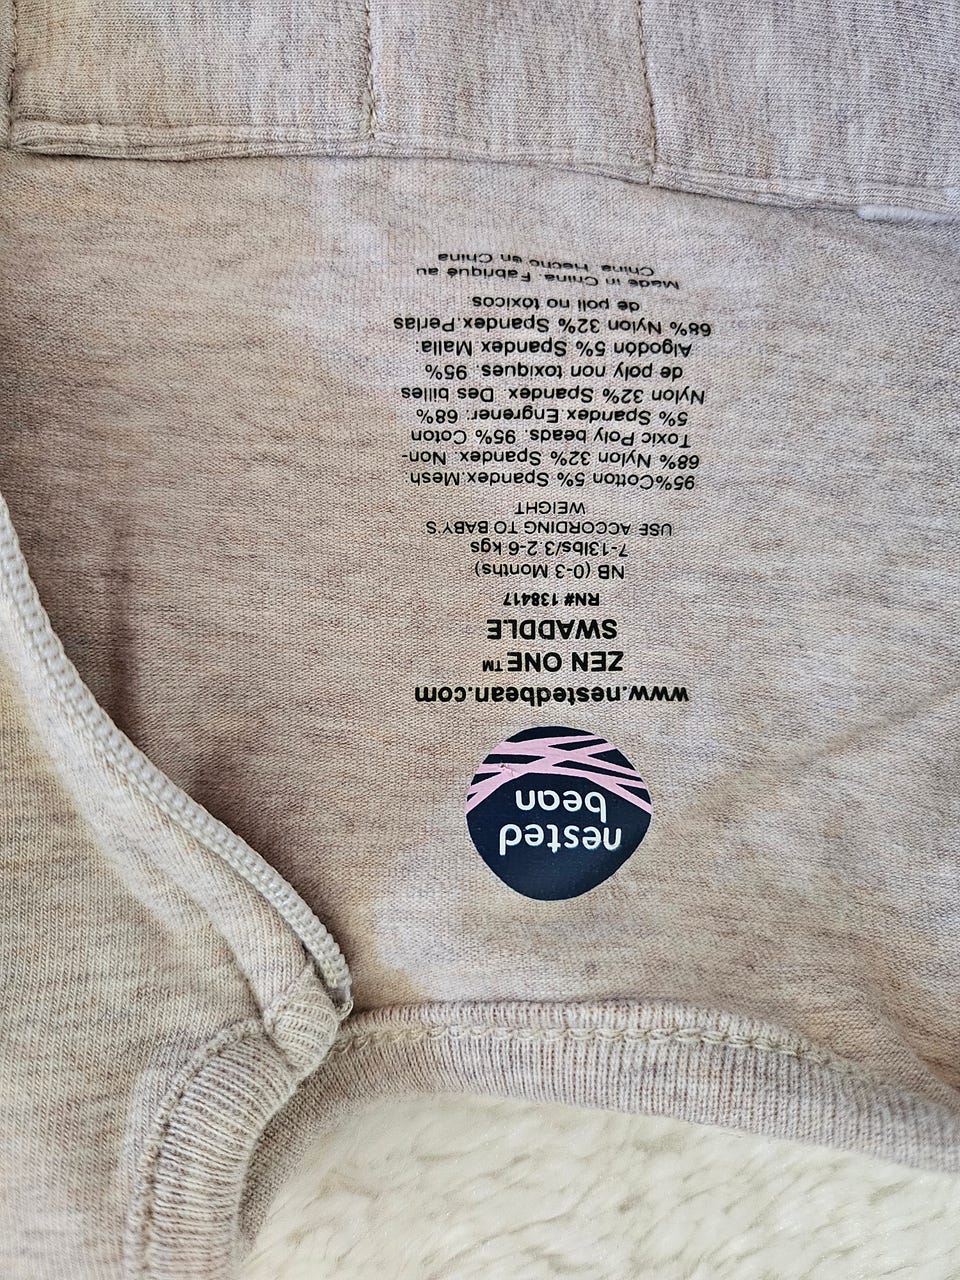 nested
bean
www.nestedbean.com
ZEN ONE™
SWADDLE
RN# 138417
NB (0-3 Months)
7-13lbs/3.2-6 kgs
USE ACCORDING TO BABY'S
WEIGHT
95%Cotton 5% Spandex.Mesh
68% Nylon 32% Spandex. Non-
Toxic Poly beads. 95% Coton
5% Spandex Engrener: 68%
Nylon 32% Spandex. Des billes
de poly non toxiques. 95%
Algodón 5% Spandex Malla:
68% Nylon 32% Spandex.Perlas
de poli no tóxicos.
Made in China. Fabriqué au
China Hecho en China